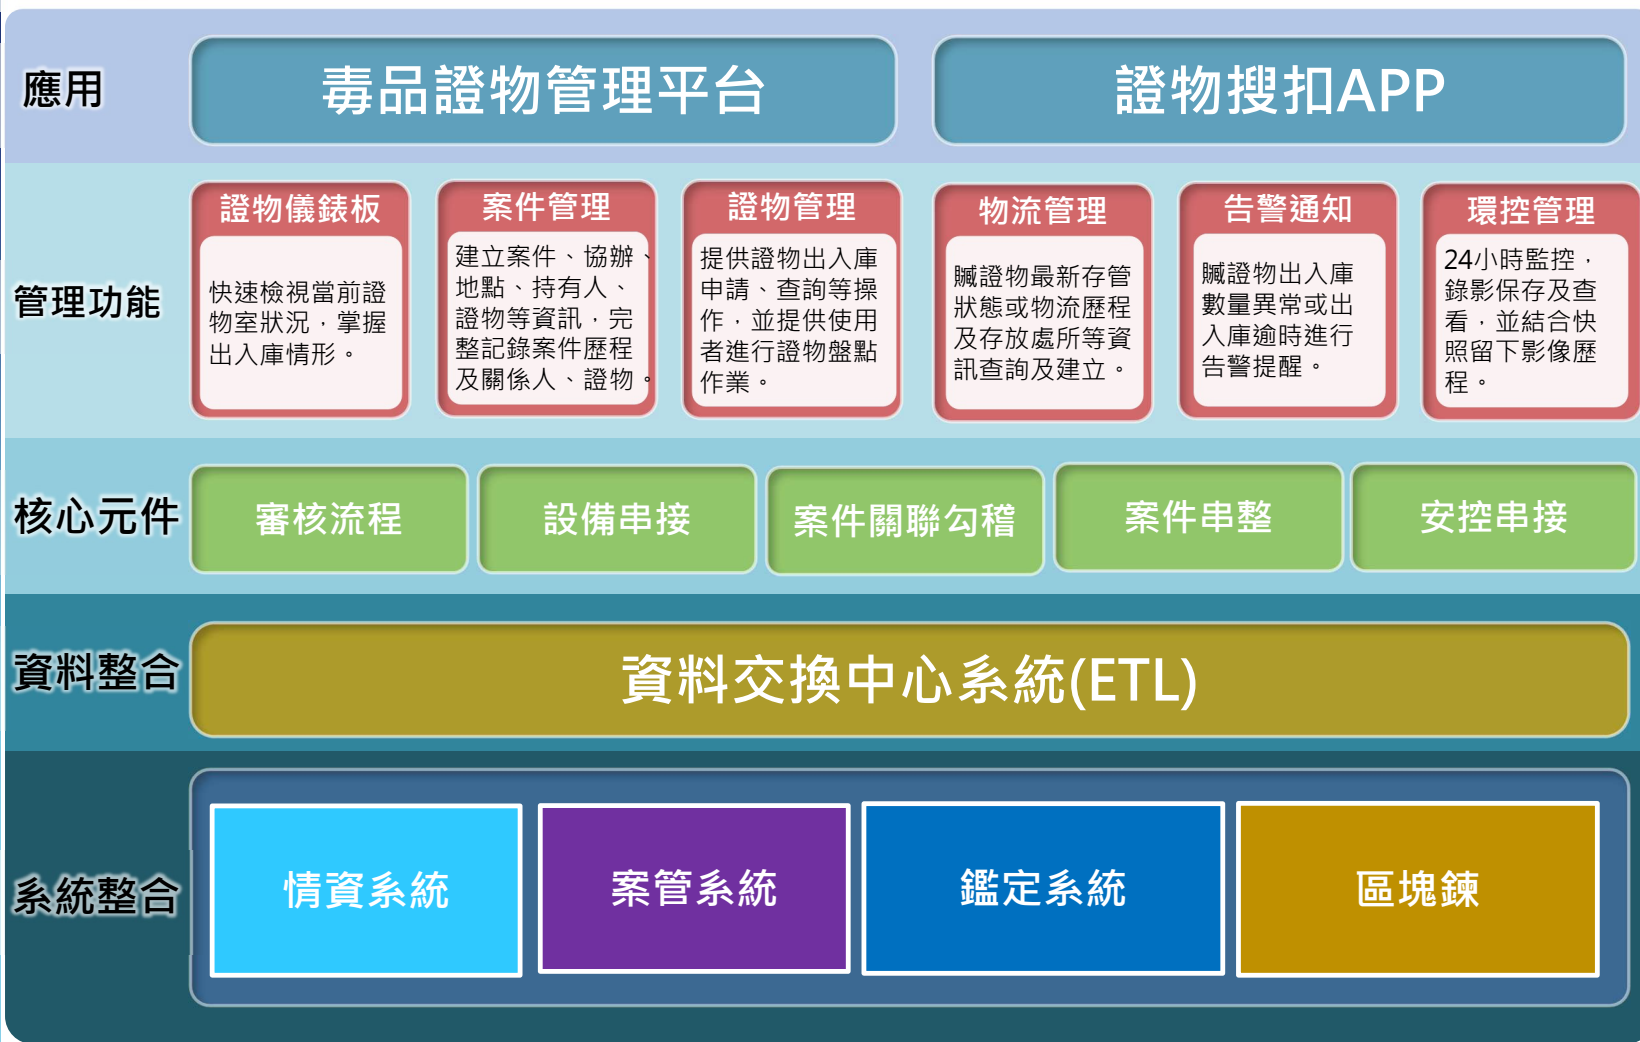 應用
毒品證物管理平台
證物搜扣APP
管理功能
證物儀錶板
快速檢視當前證
物室狀況，掌握
出入庫情形。
案件管理
建立案件、協辦、
地點、持有人、
證物等資訊，完
整記錄案件歷程
及關係人、證物。
證物管理
提供證物出入庫
申請、查詢等操
作，並提供使用
者進行證物盤點
作業。
物流管理
贓證物最新存管
狀態或物流歷程
及存放處所等資
訊查詢及建立。
告警通知
贓證物出入庫
數量異常或出
入庫逾時進行
告警提醒。
環控管理
24小時監控，
錄影保存及查
看，並結合快
照留下影像歷
程。
核心元件
審核流程
設備串接
案件關聯勾稽
案件串整
安控串接
資料整合
資料交換中心系統(ETL)
系統整合
情資系統
案管系統
鑑定系統
區塊鍊